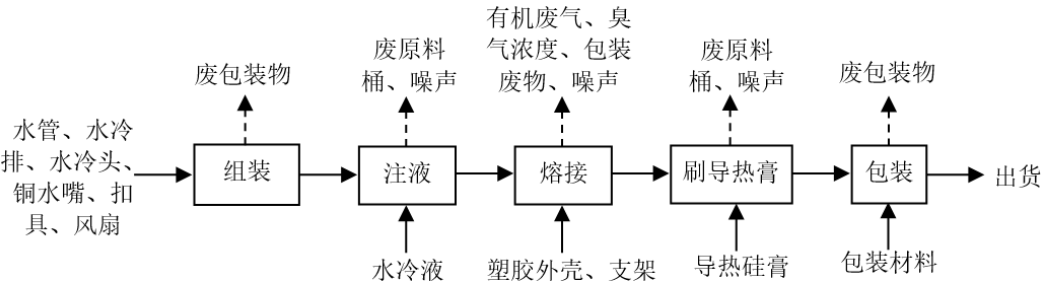 有机废气、臭
气浓度、包装
废物、噪声
废原料
桶、噪声
废原料
桶、噪声
废包装物
废包装物
水管、水冷
排、水冷头、
铜水嘴、扣
具、风扇
组装
注液
熔接
刷导热膏
包装
出货
水冷液
塑胶外壳、支架
导热硅膏
包装材料